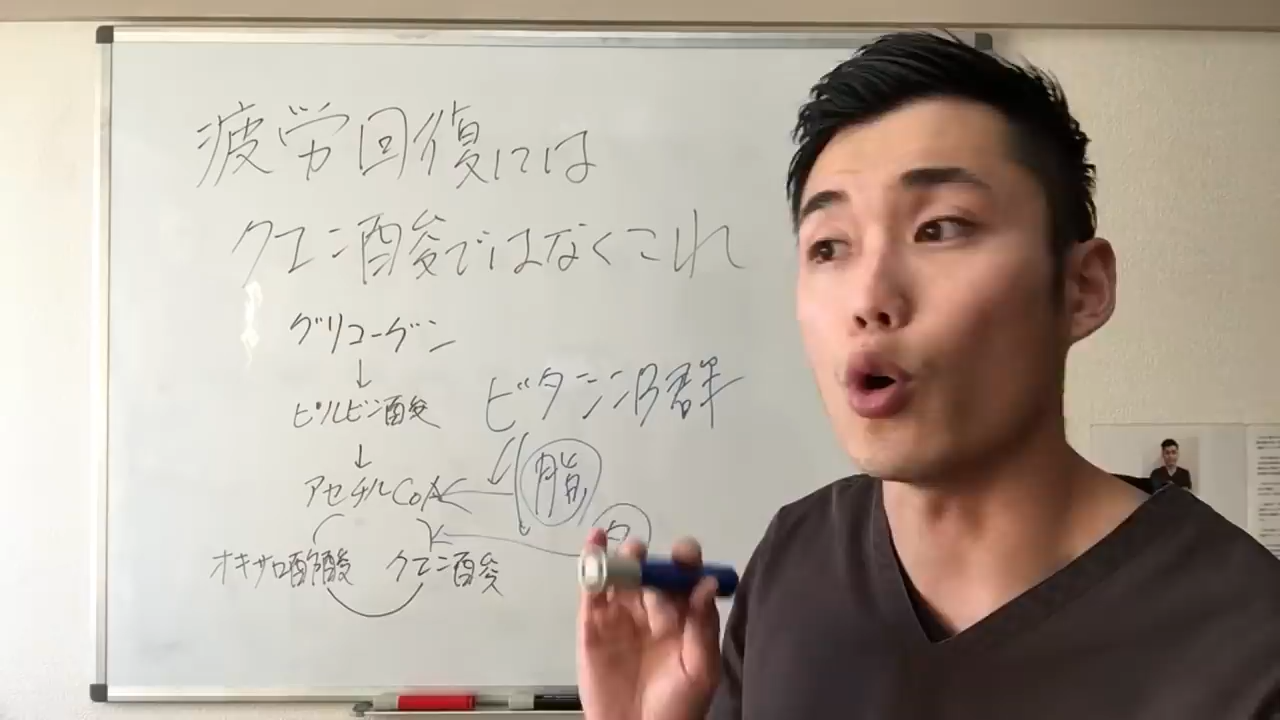 疲労回復には
クエン酸ではなくこれ
グリコーゲン
↓
ピルビン酸
↓
アセチルCoA
オキサロ酢酸 クエン酸
ビタミンB群
脂
ク